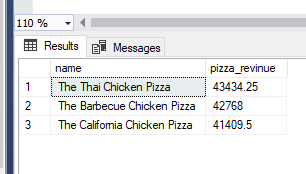 110 %
Results Messages
name pizza_revinue
1 The Thai Chicken Pizza 43434.25
2 The Barbecue Chicken Pizza 42768
3 The California Chicken Pizza 41409.5